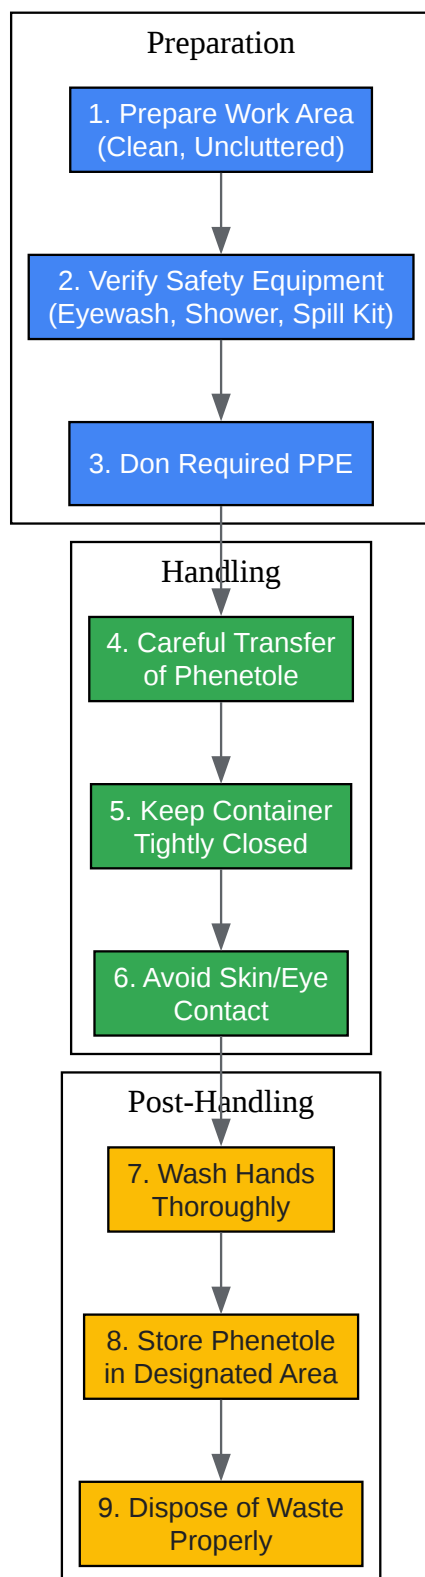 Preparation
1. Prepare Work Area
(Clean, Uncluttered)
2. Verify Safety Equipment
(Eyewash, Shower, Spill Kit)
3. Don Required PPE
Handling
4. Careful Transfer
of Phenetole
5. Keep Container
Tightly Closed
6. Avoid Skin/Eye
Contact
Post-Handling
7. Wash Hands
Thoroughly
8. Store Phenetole
in Designated Area
9. Dispose of Waste
Properly